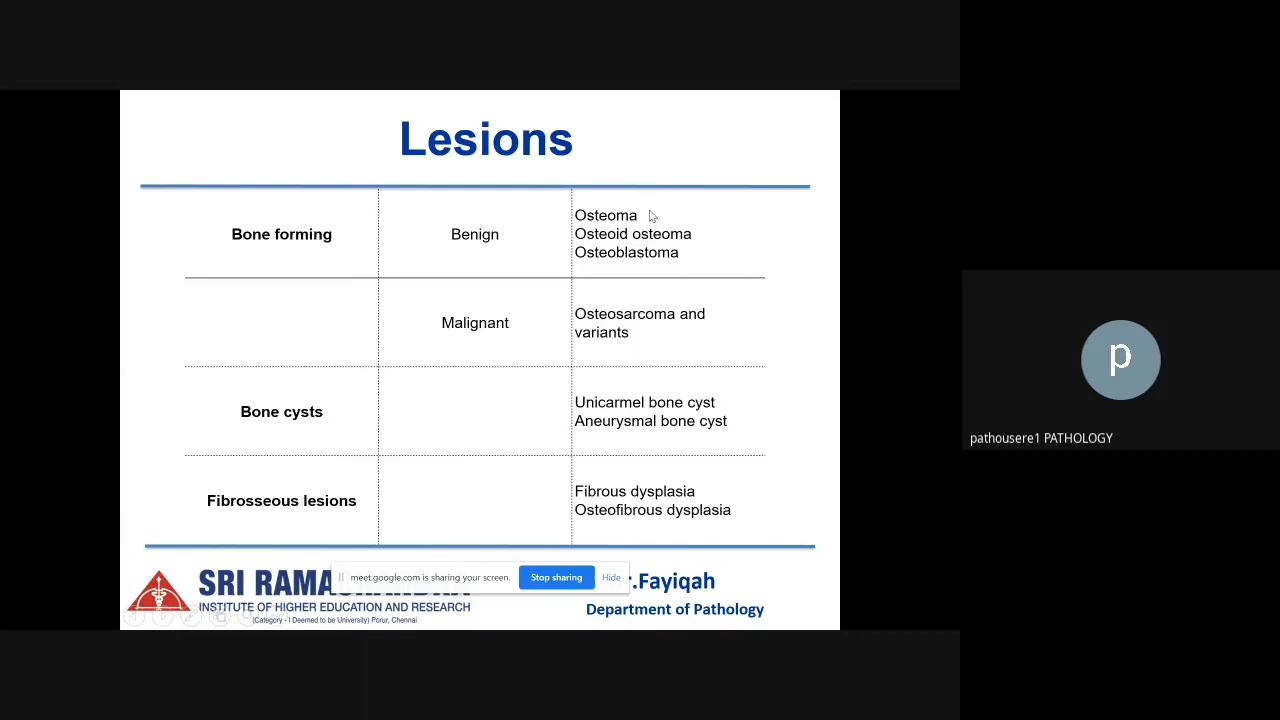 Lesions
Bone forming
Benign
Osteoma
Osteoid osteoma
Osteoblastoma
Malignant
Osteosarcoma and
variants
Bone cysts
Unicarmel bone cyst
Aneurysmal bone cyst
Fibrosseous lesions
Fibrous dysplasia
Osteofibrous dysplasia
SRI
INSTITUTE OF HIGHER EDUCATION AND RESEARCH
(Category - I Deemed to be University) Porur, Chennai
meet.google.com is sharing your screen.
Stop sharing
Hide
r.Fayiqah
Department of Pathology
p
pathousere1 PATHOLOGY